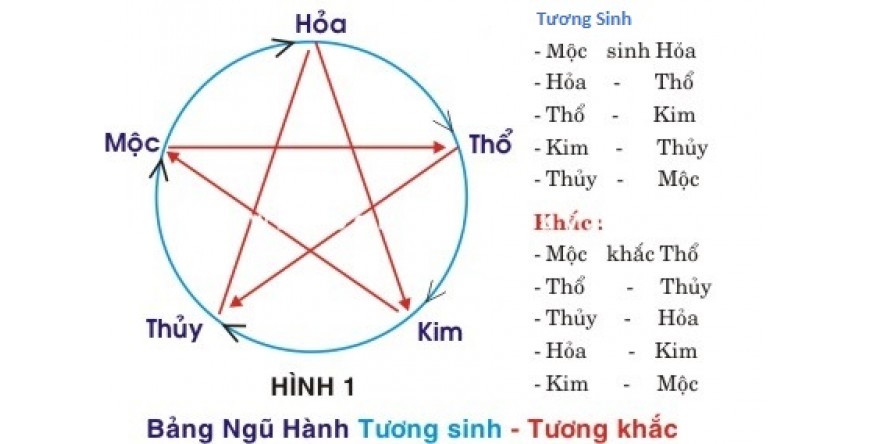 Hỏa
Mộc
Thổ
Thủy
Kim
HÌNH 1
Tương Sinh
- Mộc sinh Hỏa
- Hỏa - Thổ
- Thổ - Kim
- Kim - Thủy
- Thủy - Mộc
Khắc :
- Mộc khắc Thổ
- Thổ - Thủy
- Thủy - Hỏa
- Hỏa - Kim
- Kim - Mộc
Bảng Ngũ Hành Tương sinh - Tương khắc